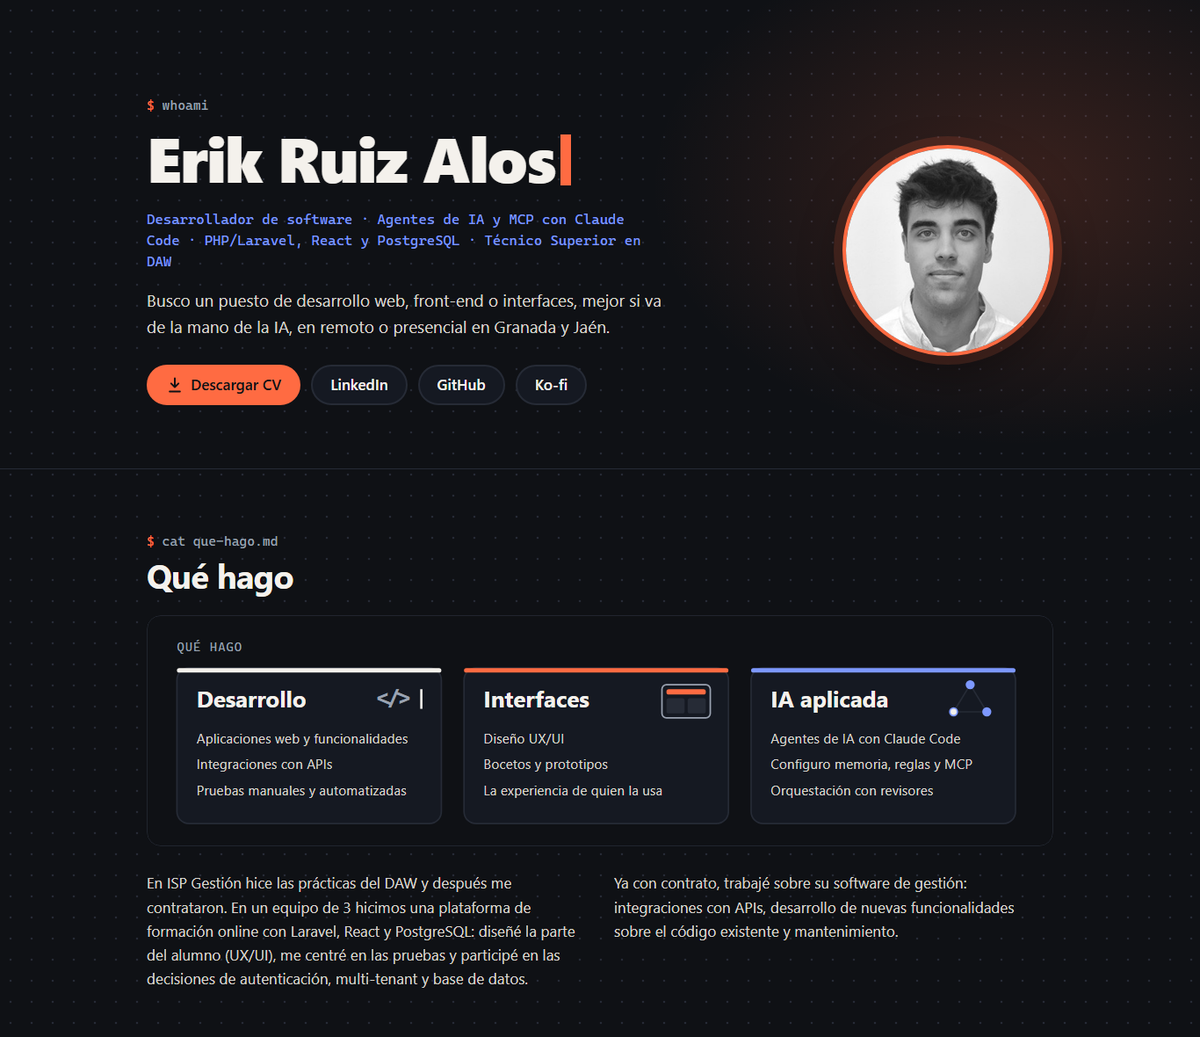 $ whoami
Erik Ruiz Alos
Desarrollador de software · Agentes de IA y MCP con Claude
Code · PHP/Laravel, React y PostgreSQL · Técnico Superior en
DAW
Busco un puesto de desarrollo web, front-end o interfaces, mejor si va
de la mano de la IA, en remoto o presencial en Granada y Jaén.
Descargar CV LinkedIn GitHub Ko-fi
$ cat que-hago.md
Qué hago
QUÉ HAGO
Desarrollo </>
Aplicaciones web y funcionalidades
Integraciones con APIs
Pruebas manuales y automatizadas
Interfaces
Diseño UX/UI
Bocetos y prototipos
La experiencia de quien la usa
IA aplicada
Agentes de IA con Claude Code
Configuro memoria, reglas y MCP
Orquestación con revisores
En ISP Gestión hice las prácticas del DAW y después me
contrataron. En un equipo de 3 hicimos una plataforma de
formación online con Laravel, React y PostgreSQL: diseñé la parte
del alumno (UX/UI), me centré en las pruebas y participé en las
decisiones de autenticación, multi-tenant y base de datos.
Ya con contrato, trabajé sobre su software de gestión:
integraciones con APIs, desarrollo de nuevas funcionalidades
sobre el código existente y mantenimiento.